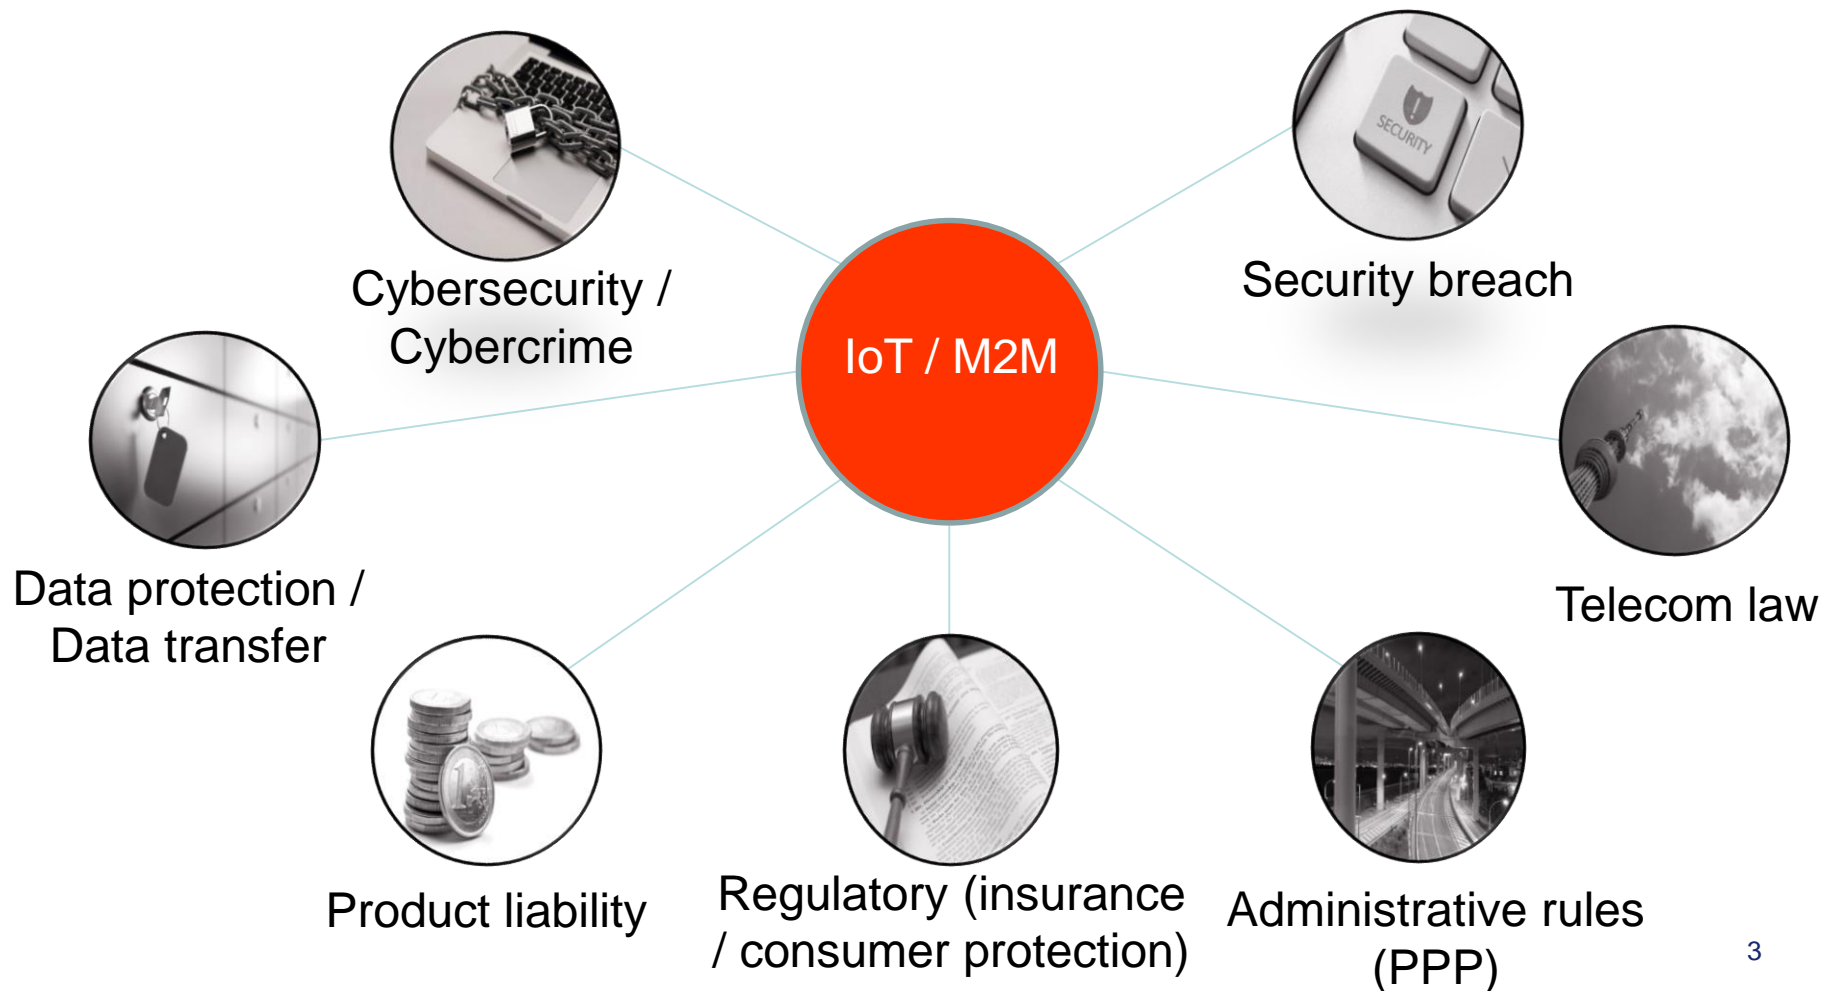 SECURITY
Cybersecurity /
Cybercrime
IoT / M2M
Security breach
Data protection /
Data transfer
Telecom law
1
Product liability
Regulatory (insurance
/ consumer protection)
Administrative rules
(PPP)
3